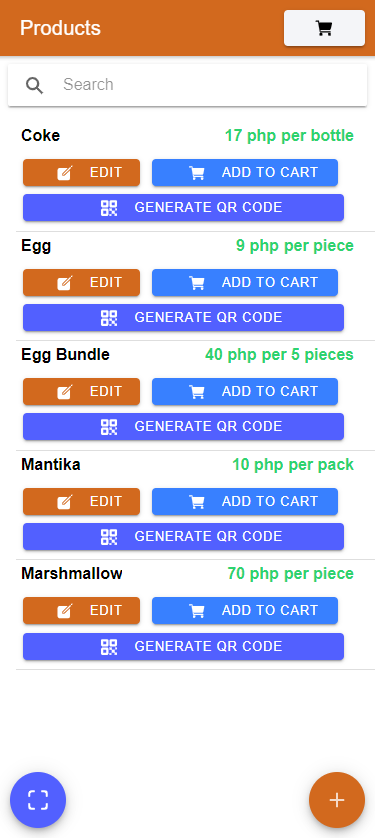 Products
Search
Coke 17 php per bottle
EDIT ADD TO CART
GENERATE QR CODE
Egg 9 php per piece
EDIT ADD TO CART
GENERATE QR CODE
Egg Bundle 40 php per 5 pieces
EDIT ADD TO CART
GENERATE QR CODE
Mantika 10 php per pack
EDIT ADD TO CART
GENERATE QR CODE
Marshmallow 70 php per piece
EDIT ADD TO CART
GENERATE QR CODE